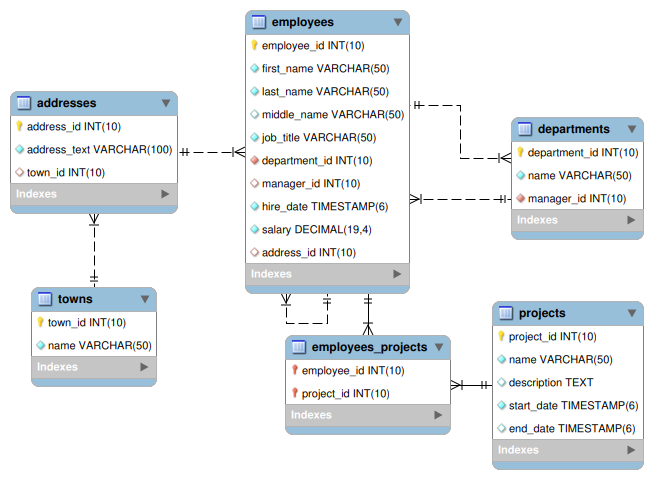 employees
employee_id INT(10)
first_name VARCHAR(50)
last_name VARCHAR(50)
middle_name VARCHAR(50)
job_title VARCHAR(50)
department_id INT(10)
manager_id INT(10)
hire_date TIMESTAMP(6)
salary DECIMAL(19,4)
address_id INT(10)
Indexes
addresses
address_id INT(10)
address_text VARCHAR(100)
town_id INT(10)
Indexes
departments
department_id INT(10)
name VARCHAR(50)
manager_id INT(10)
Indexes
towns
town_id INT(10)
name VARCHAR(50)
Indexes
employees_projects
employee_id INT(10)
project_id INT(10)
Indexes
projects
project_id INT(10)
name VARCHAR(50)
description TEXT
start_date TIMESTAMP(6)
end_date TIMESTAMP(6)
Indexes